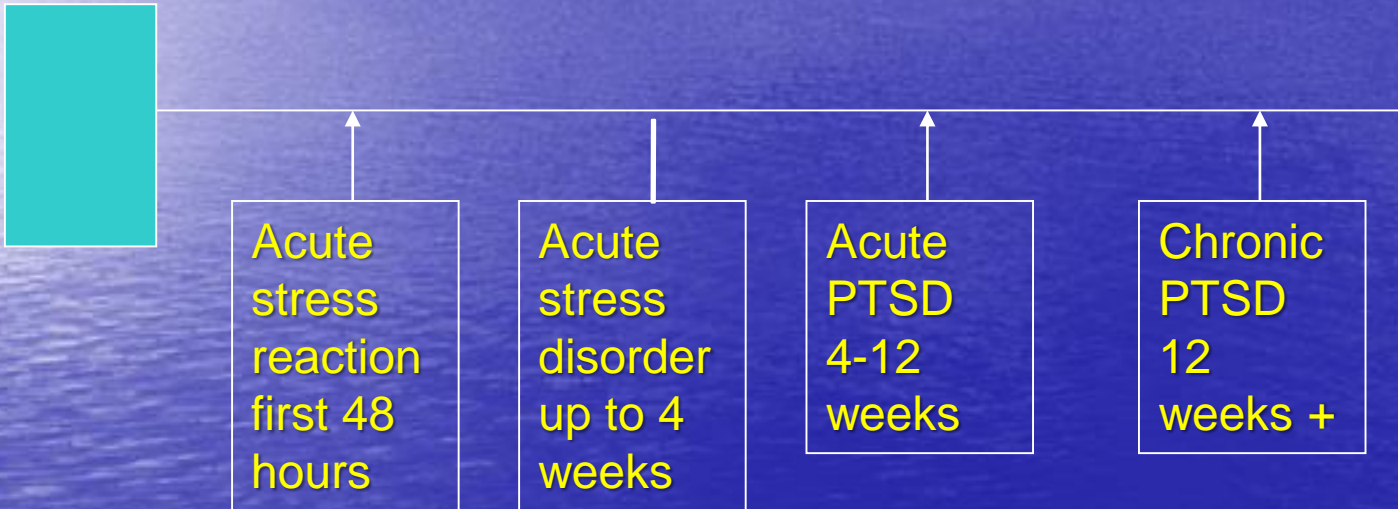 Acute
stress
reaction
first 48
hours
Acute
stress
disorder
up to 4
weeks
Acute
PTSD
4-12
weeks
Chronic
PTSD
12
weeks +